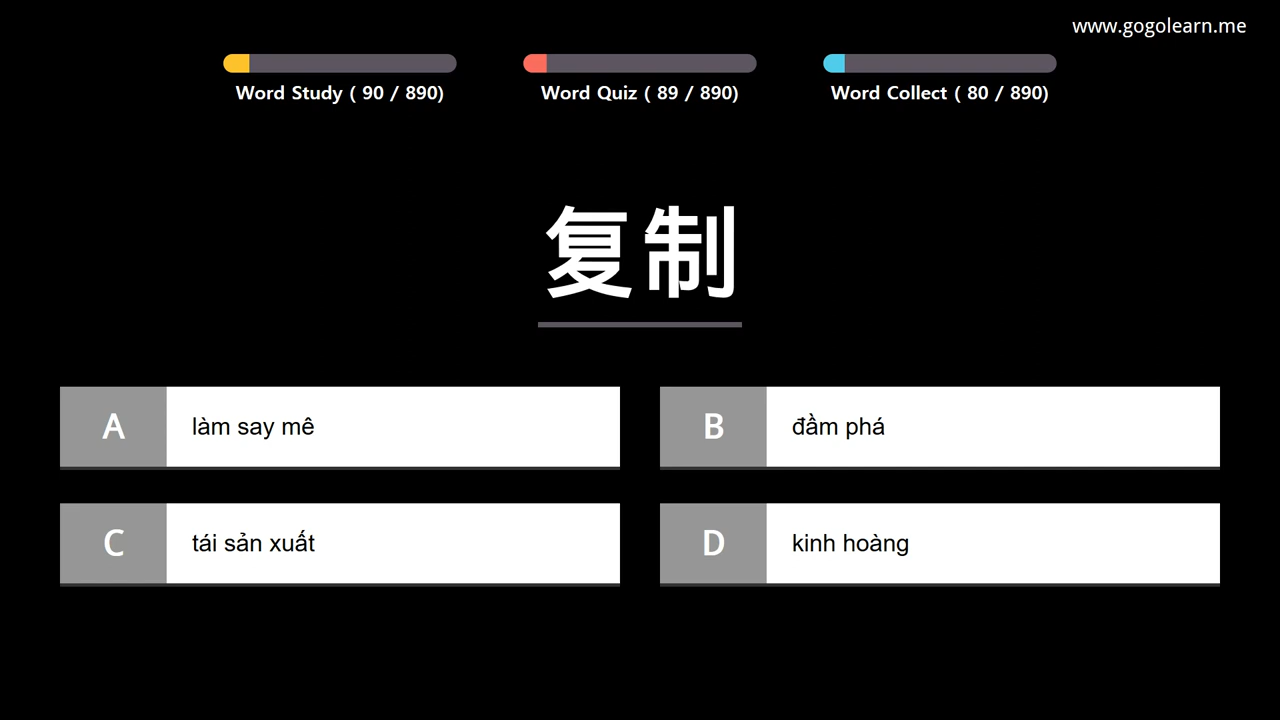 www.gogolearn.me
Word Study ( 90 / 890)
Word Quiz ( 89 / 890)
Word Collect ( 80 / 890)
复制
A làm say mê
B đầm phá
C tái sản xuất
D kinh hoàng